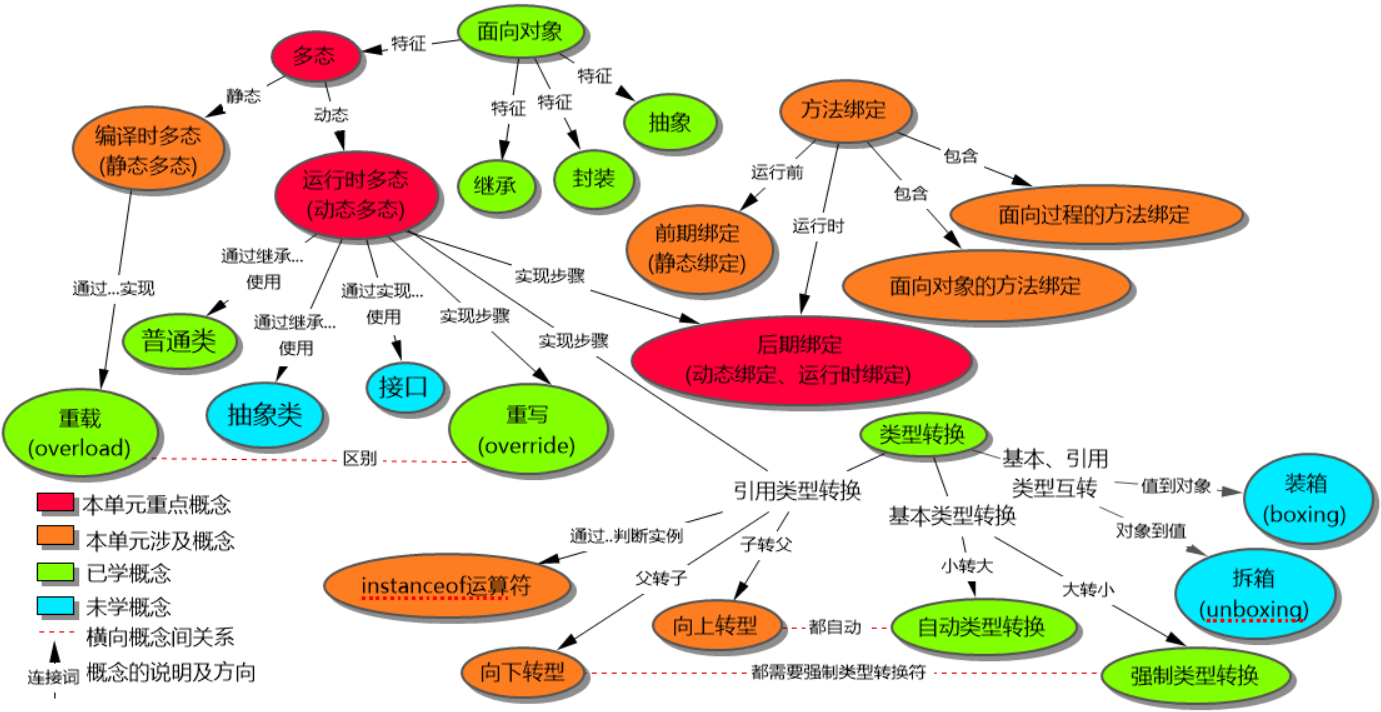 面向对象
多态
特征
特征
特征
特征
抽象
继承
封装
静态
动态
编译时多态
(静态多态)
运行时多态
(动态多态)
方法绑定
运行前
运行时
包含
包含
面向过程的方法绑定
面向对象的方法绑定
前期绑定
(静态绑定)
后期绑定
(动态绑定、运行时绑定)
通过...实现
通过继承...
使用
通过继承...
使用
通过实现...
使用
实现步骤
实现步骤
实现步骤
普通类
抽象类
接口
重载
(overload)
区别
重写
(override)
类型转换
引用类型转换
基本类型转换
基本、引用
类型互转
值到对象
对象到值
装箱
(boxing)
拆箱
(unboxing)
通过..判断实例
父转子
子转父
小转大
大转小
instanceof运算符
向上转型
都自动
自动类型转换
向下转型
都需要强制类型转换符
强制类型转换
本单元重点概念
本单元涉及概念
已学概念
未学概念
横向概念间关系
连接词
概念的说明及方向